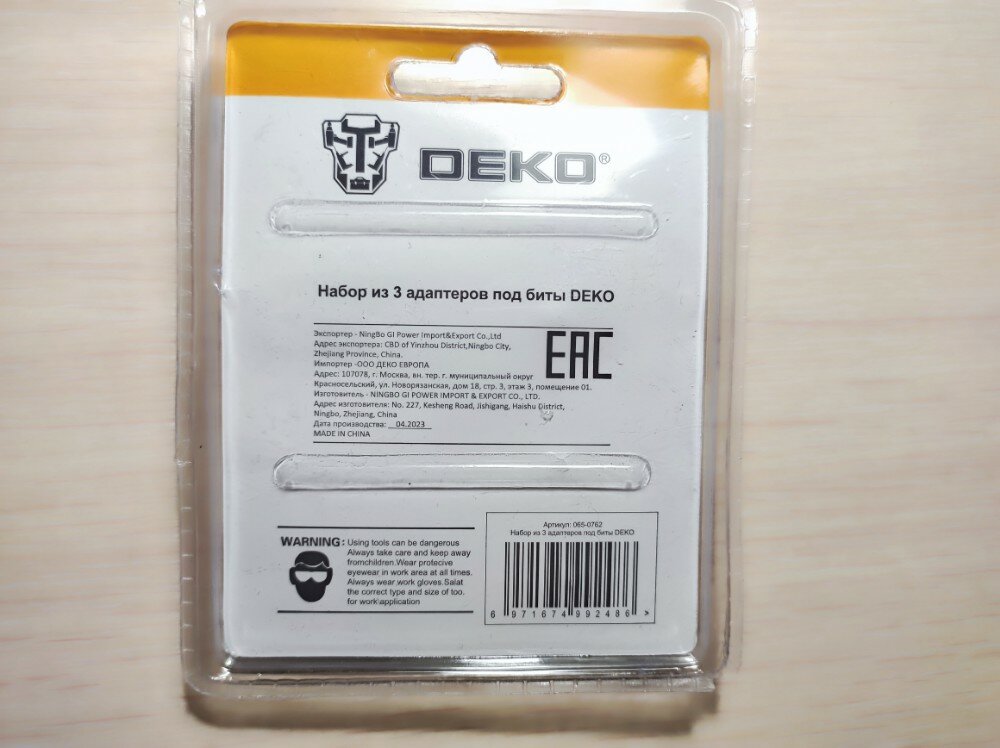 DEKO®
Набор из 3 адаптеров под биты DEKO
Экспортер - NingBo GI Power Import&Export Co.,Ltd
Адрес экспортера: CBD of Yinzhou District,Ningbo City,
Zhejiang Province, China.
Импортер -ООО ДЕКО ЕВРОПА
Адрес: 107078, г. Москва, вн. тер. г. муниципальный округ
Красносельский, ул. Новорязанская, дом 18, стр. 3, этаж 3, помещение 01.
Изготовитель - NINGBO GI POWER IMPORT & EXPORT CO., LTD.
Адрес изготовителя: No. 227, Kesheng Road, Jishigang, Haishu District,
Ningbo, Zhejiang, China
Дата производства: 04.2023
MADE IN CHINA
EAC
WARNING: Using tools can be dangerous
Always take care and keep away
fromchildren.Wear protecive
eyewear in work area at all times.
Always wear work gloves.Salat
the correct type and size of too.
for work\application
Артикул: 065-0762
Набор из 3 адаптеров под биты DEKO
6 971674 992486 >